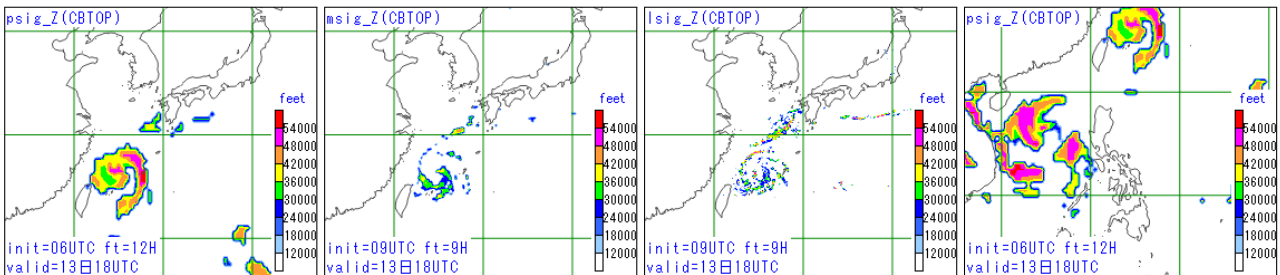 psig_Z(CBTOP)
feet
54000
48000
42000
36000
30000
24000
18000
12000
init=06UTC ft=12H
valid=13日18UTC
msig_Z(CBTOP)
feet
54000
48000
42000
36000
30000
24000
18000
12000
init=09UTC ft=9H
valid=13日18UTC
lsig_Z(CBTOP)
feet
54000
48000
42000
36000
30000
24000
18000
12000
init=09UTC ft=9H
valid=13日18UTC
psig_Z(CBTOP)
feet
54000
48000
42000
36000
30000
24000
18000
12000
init=06UTC ft=12H
valid=13日18UTC